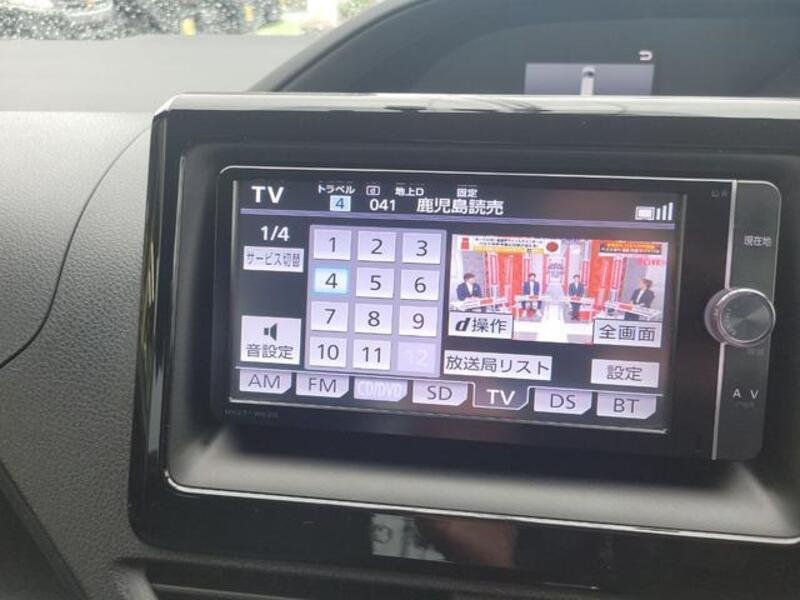 TV トラベル d 地上D 固定
4 041 鹿児島読売
1/4
サービス切替
1 2 3
4 5 6
7 8 9
10 11 12
音設定
LIVE
d操作 全画面
放送局リスト 設定
AM FM CD/DVD SD TV DS BT
現在地
∧ ∨